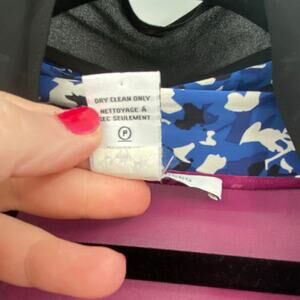 DRY CLEAN ONLY
NETTOYAGE À
SEC SEULEMENT
P